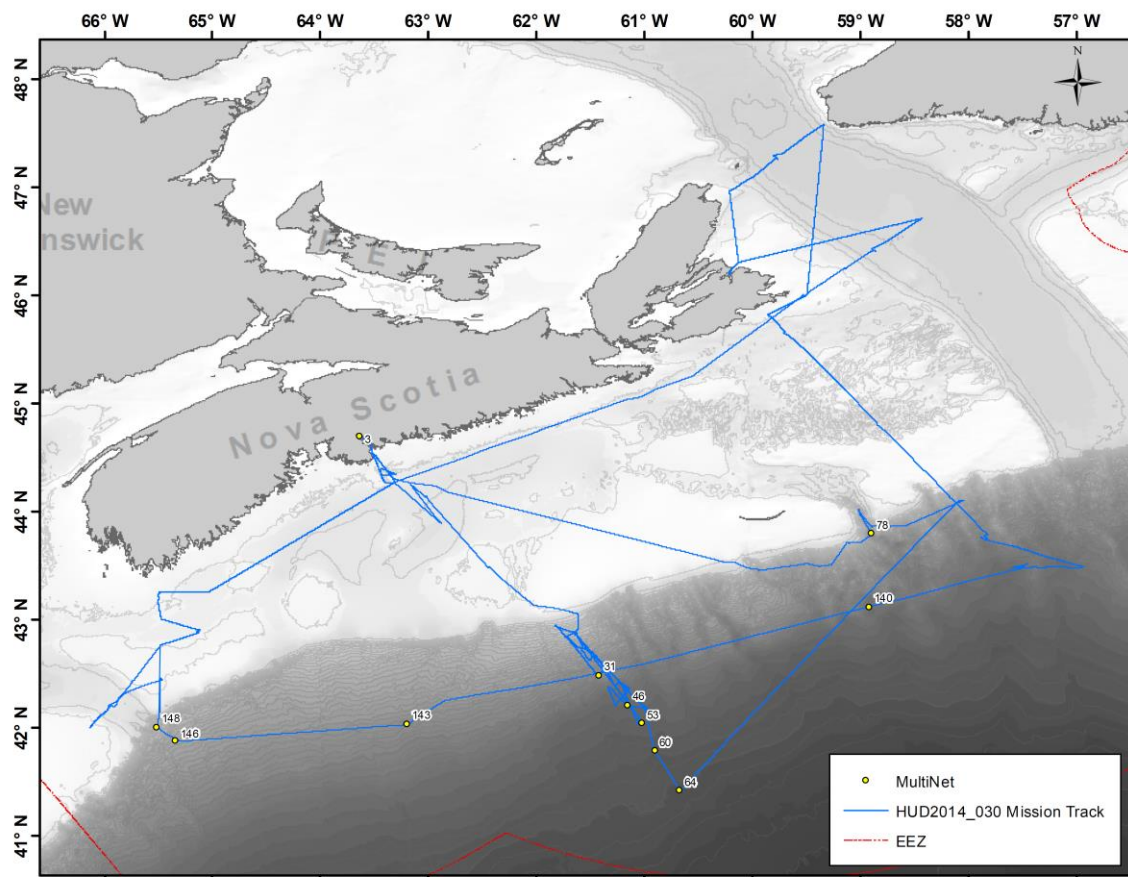 66° W 65° W 64° W 63° W 62° W 61° W 60° W 59° W 58° W 57° W
N
48° N
47° N
New
nswick
P E I
46° N
45° N
Nova Scotia
3
44° N
78
43° N
140
31
46
53
42° N
148
143
146
60
64
41° N
MultiNet
HUD2014_030 Mission Track
EEZ